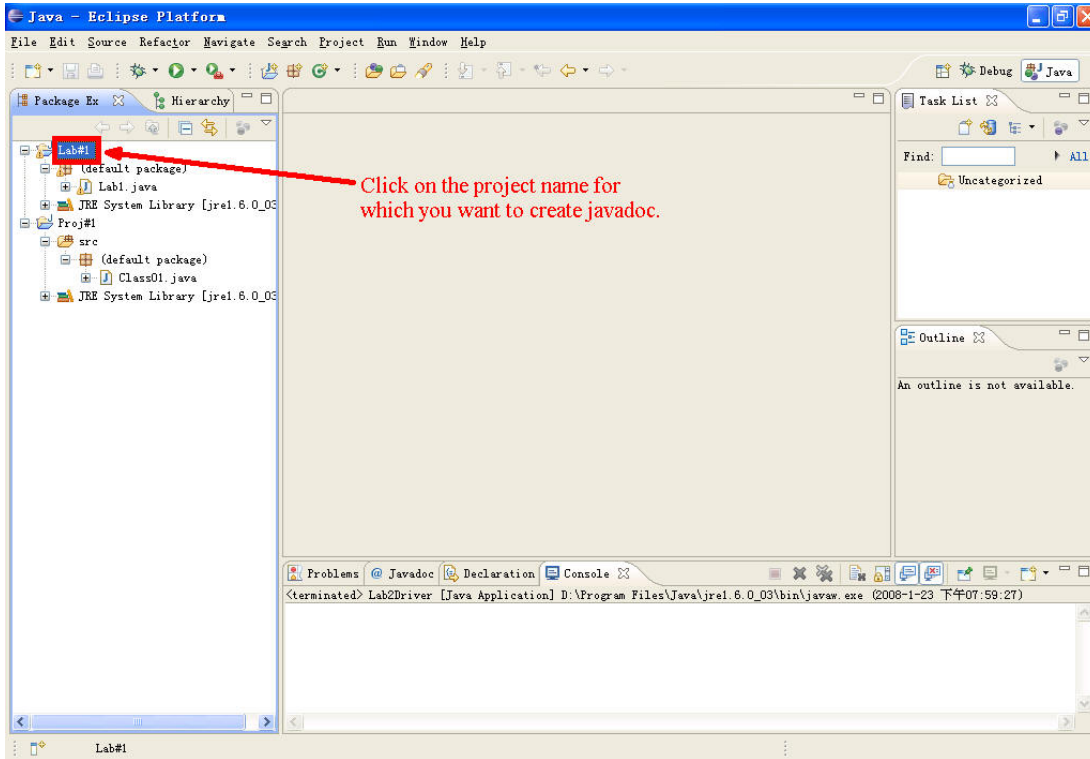 Java - Eclipse Platform
File Edit Source Refactor Navigate Search Project Run Window Help
Debug Java
Package Ex Hierarchy
Task List
Find: All
Uncategorized
Lab#1
(default package)
Lab1.java
JRE System Library [jre1.6.0_03
Proj#1
src
(default package)
Class01.java
JRE System Library [jre1.6.0_03
Click on the project name for
which you want to create javadoc.
Outline
An outline is not available.
Problems @ Javadoc Declaration Console
<terminated> Lab2Driver [Java Application] D:\Program Files\Java\jre1.6.0_03\bin\javaw.exe (2008-1-23 下午07:59:27)
Lab#1